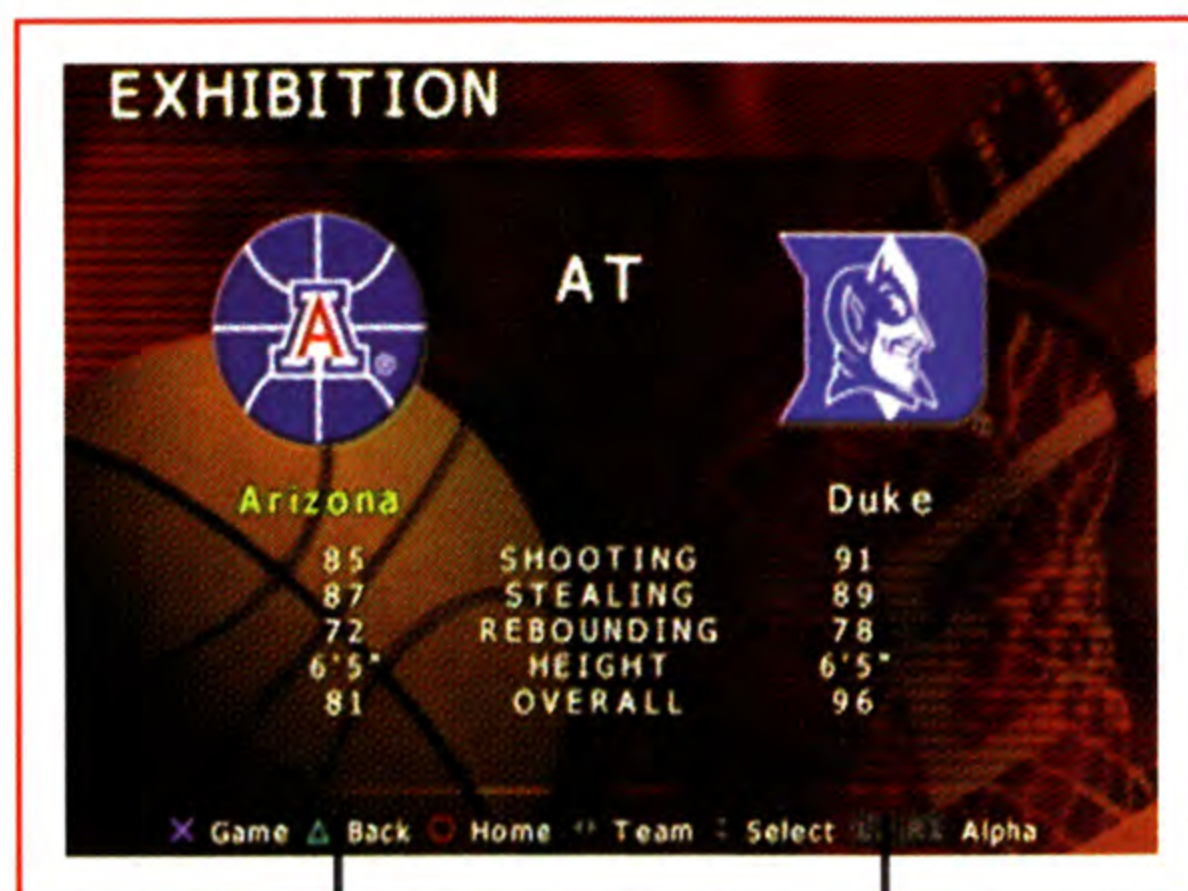 EXHIBITION
AT
A
Arizona Duke
85 SHOOTING 91
87 STEALING 89
72 REBOUNDING 78
6'5" HEIGHT 6'5"
81 OVERALL 96
Game Back Home Team Select R1 Alpha